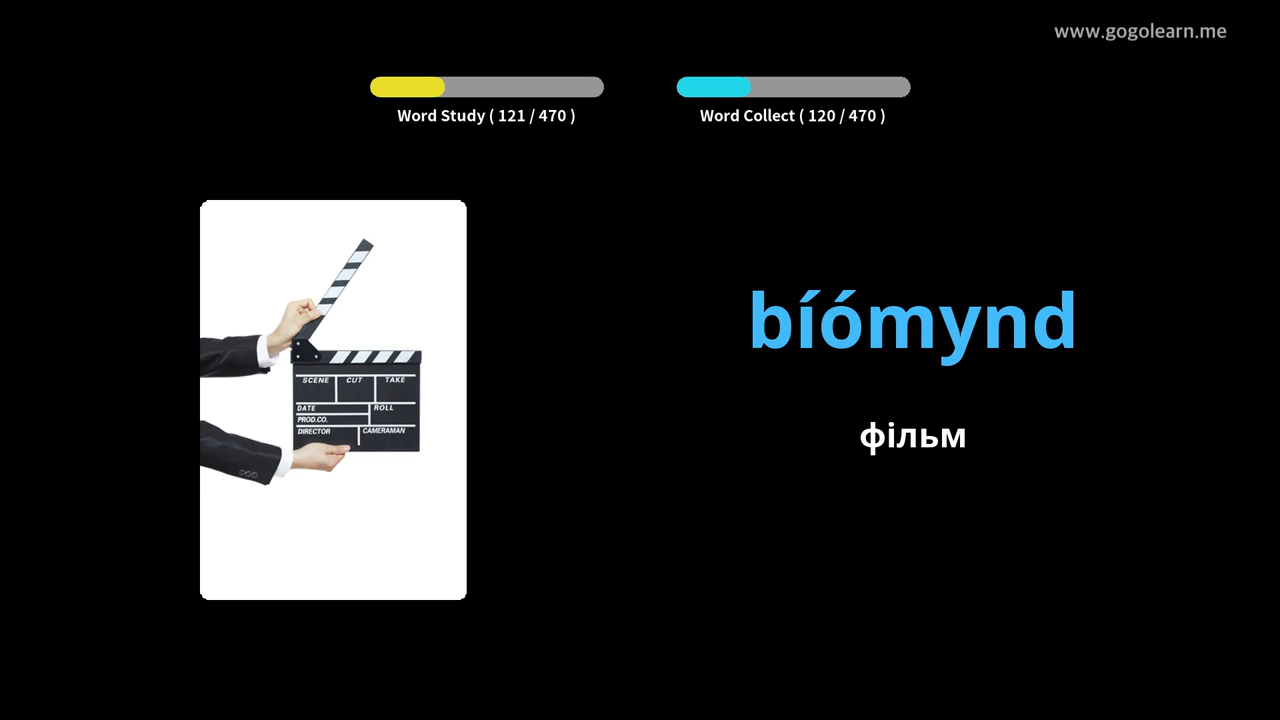 www.gogolearn.me
Word Study ( 121 / 470 )
Word Collect ( 120 / 470 )
SCENE CUT TAKE
DATE ROLL
PROD.CO.
DIRECTOR CAMERAMAN
bíómynd
фільм